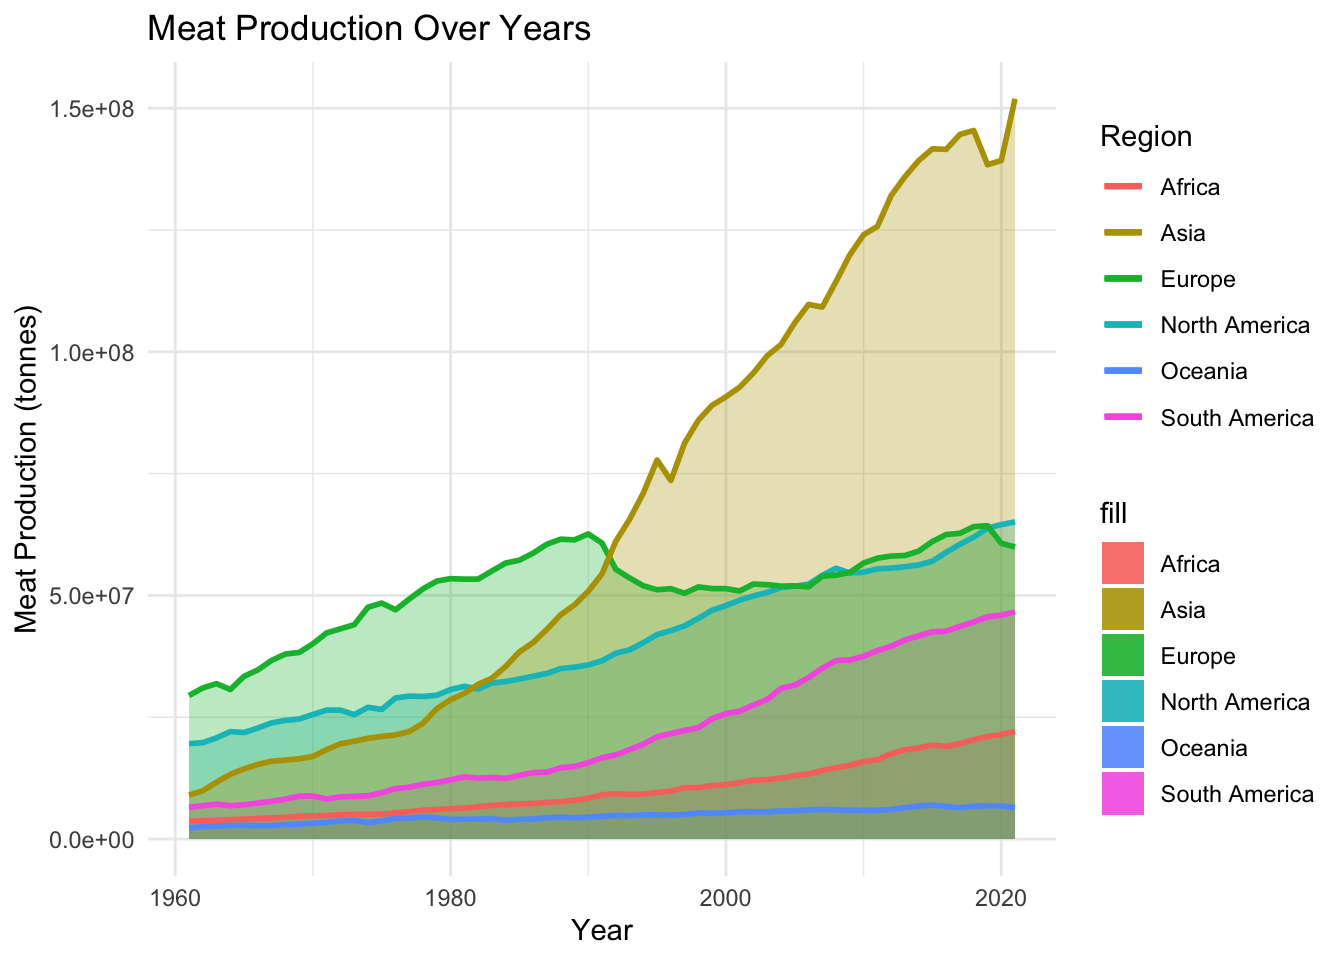 Meat Production Over Years
Meat Production (tonnes)
1.5e+08
1.0e+08
5.0e+07
0.0e+00
1960
1980
2000
2020
Year
Region
Africa
Asia
Europe
North America
Oceania
South America
fill
Africa
Asia
Europe
North America
Oceania
South America